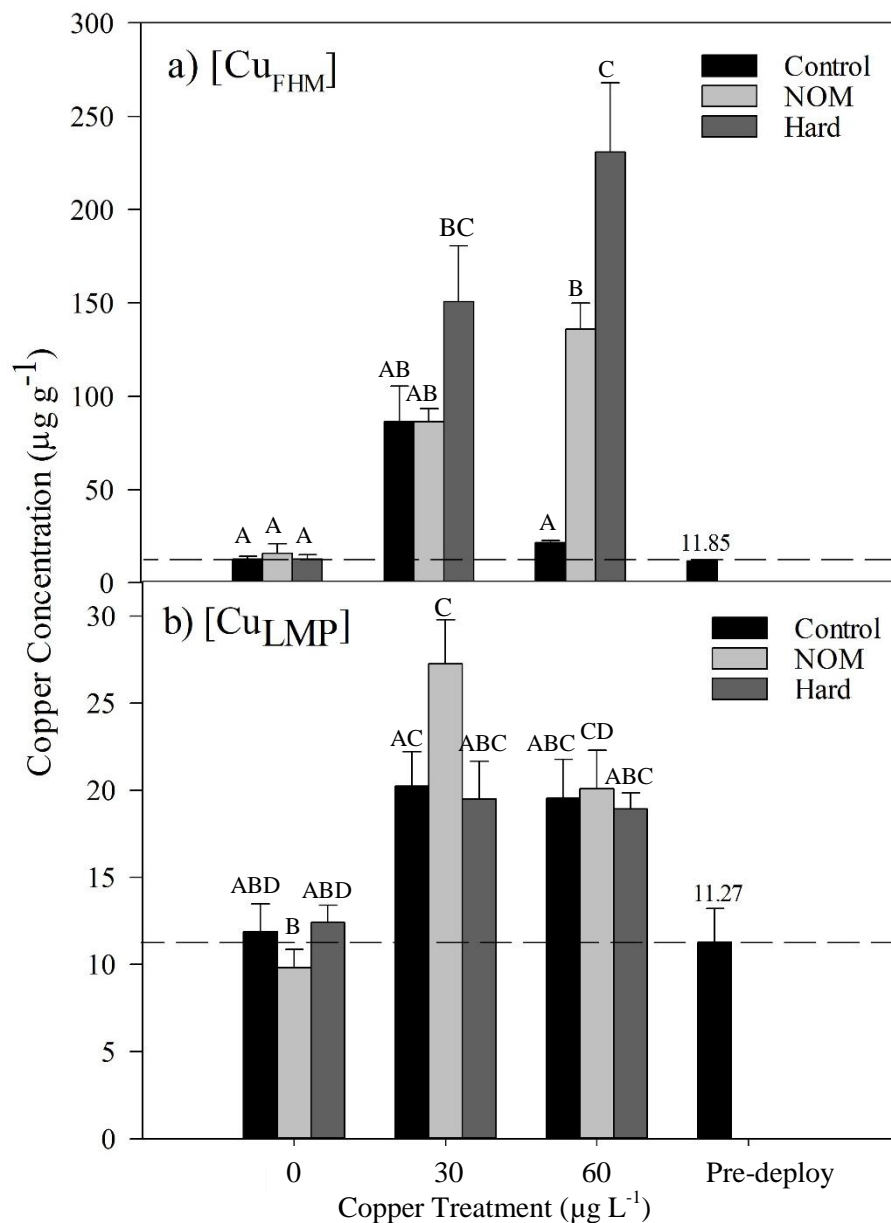 300
a) [Cu_FHM]
Control
NOM
Hard
C
250
200
BC
150
B
AB AB
100
50
A A A
A
11.85
0
Copper Concentration (µg g⁻¹)
b) [Cu_LMP]
Control
NOM
Hard
30
C
25
AC
ABC
ABC
CD
ABC
20
15
ABD
B
ABD
11.27
10
5
0
0 30 60 Pre-deploy
Copper Treatment (µg L⁻¹)